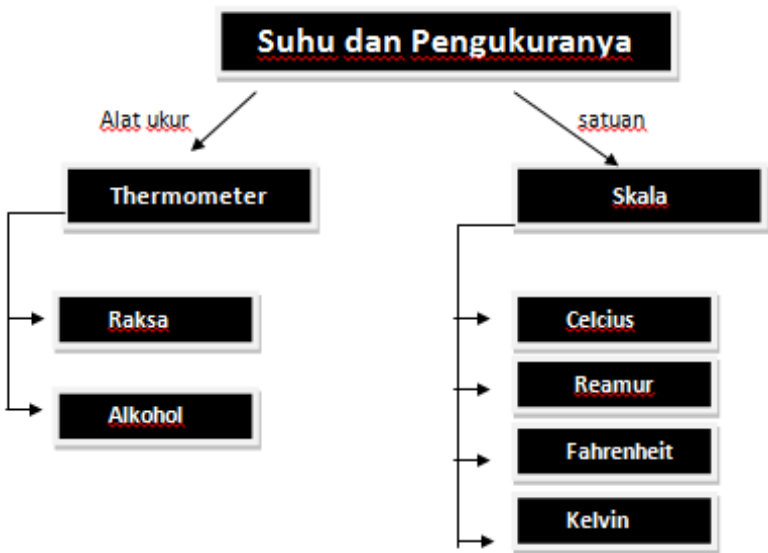 Suhu dan Pengukuranya
Alat ukur
satuan
Thermometer
Skala
Raksa
Alkohol
Celcius
Reamur
Fahrenheit
Kelvin